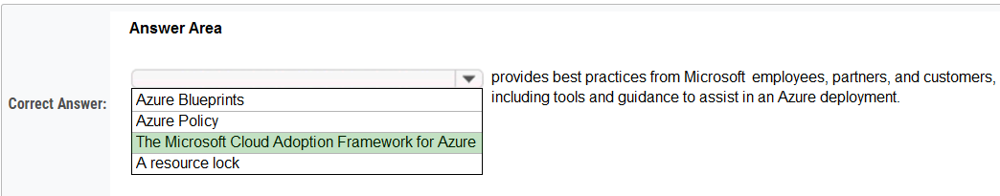 Answer Area
provides best practices from Microsoft employees, partners, and customers,
including tools and guidance to assist in an Azure deployment.
Correct Answer:
Azure Blueprints
Azure Policy
The Microsoft Cloud Adoption Framework for Azure
A resource lock